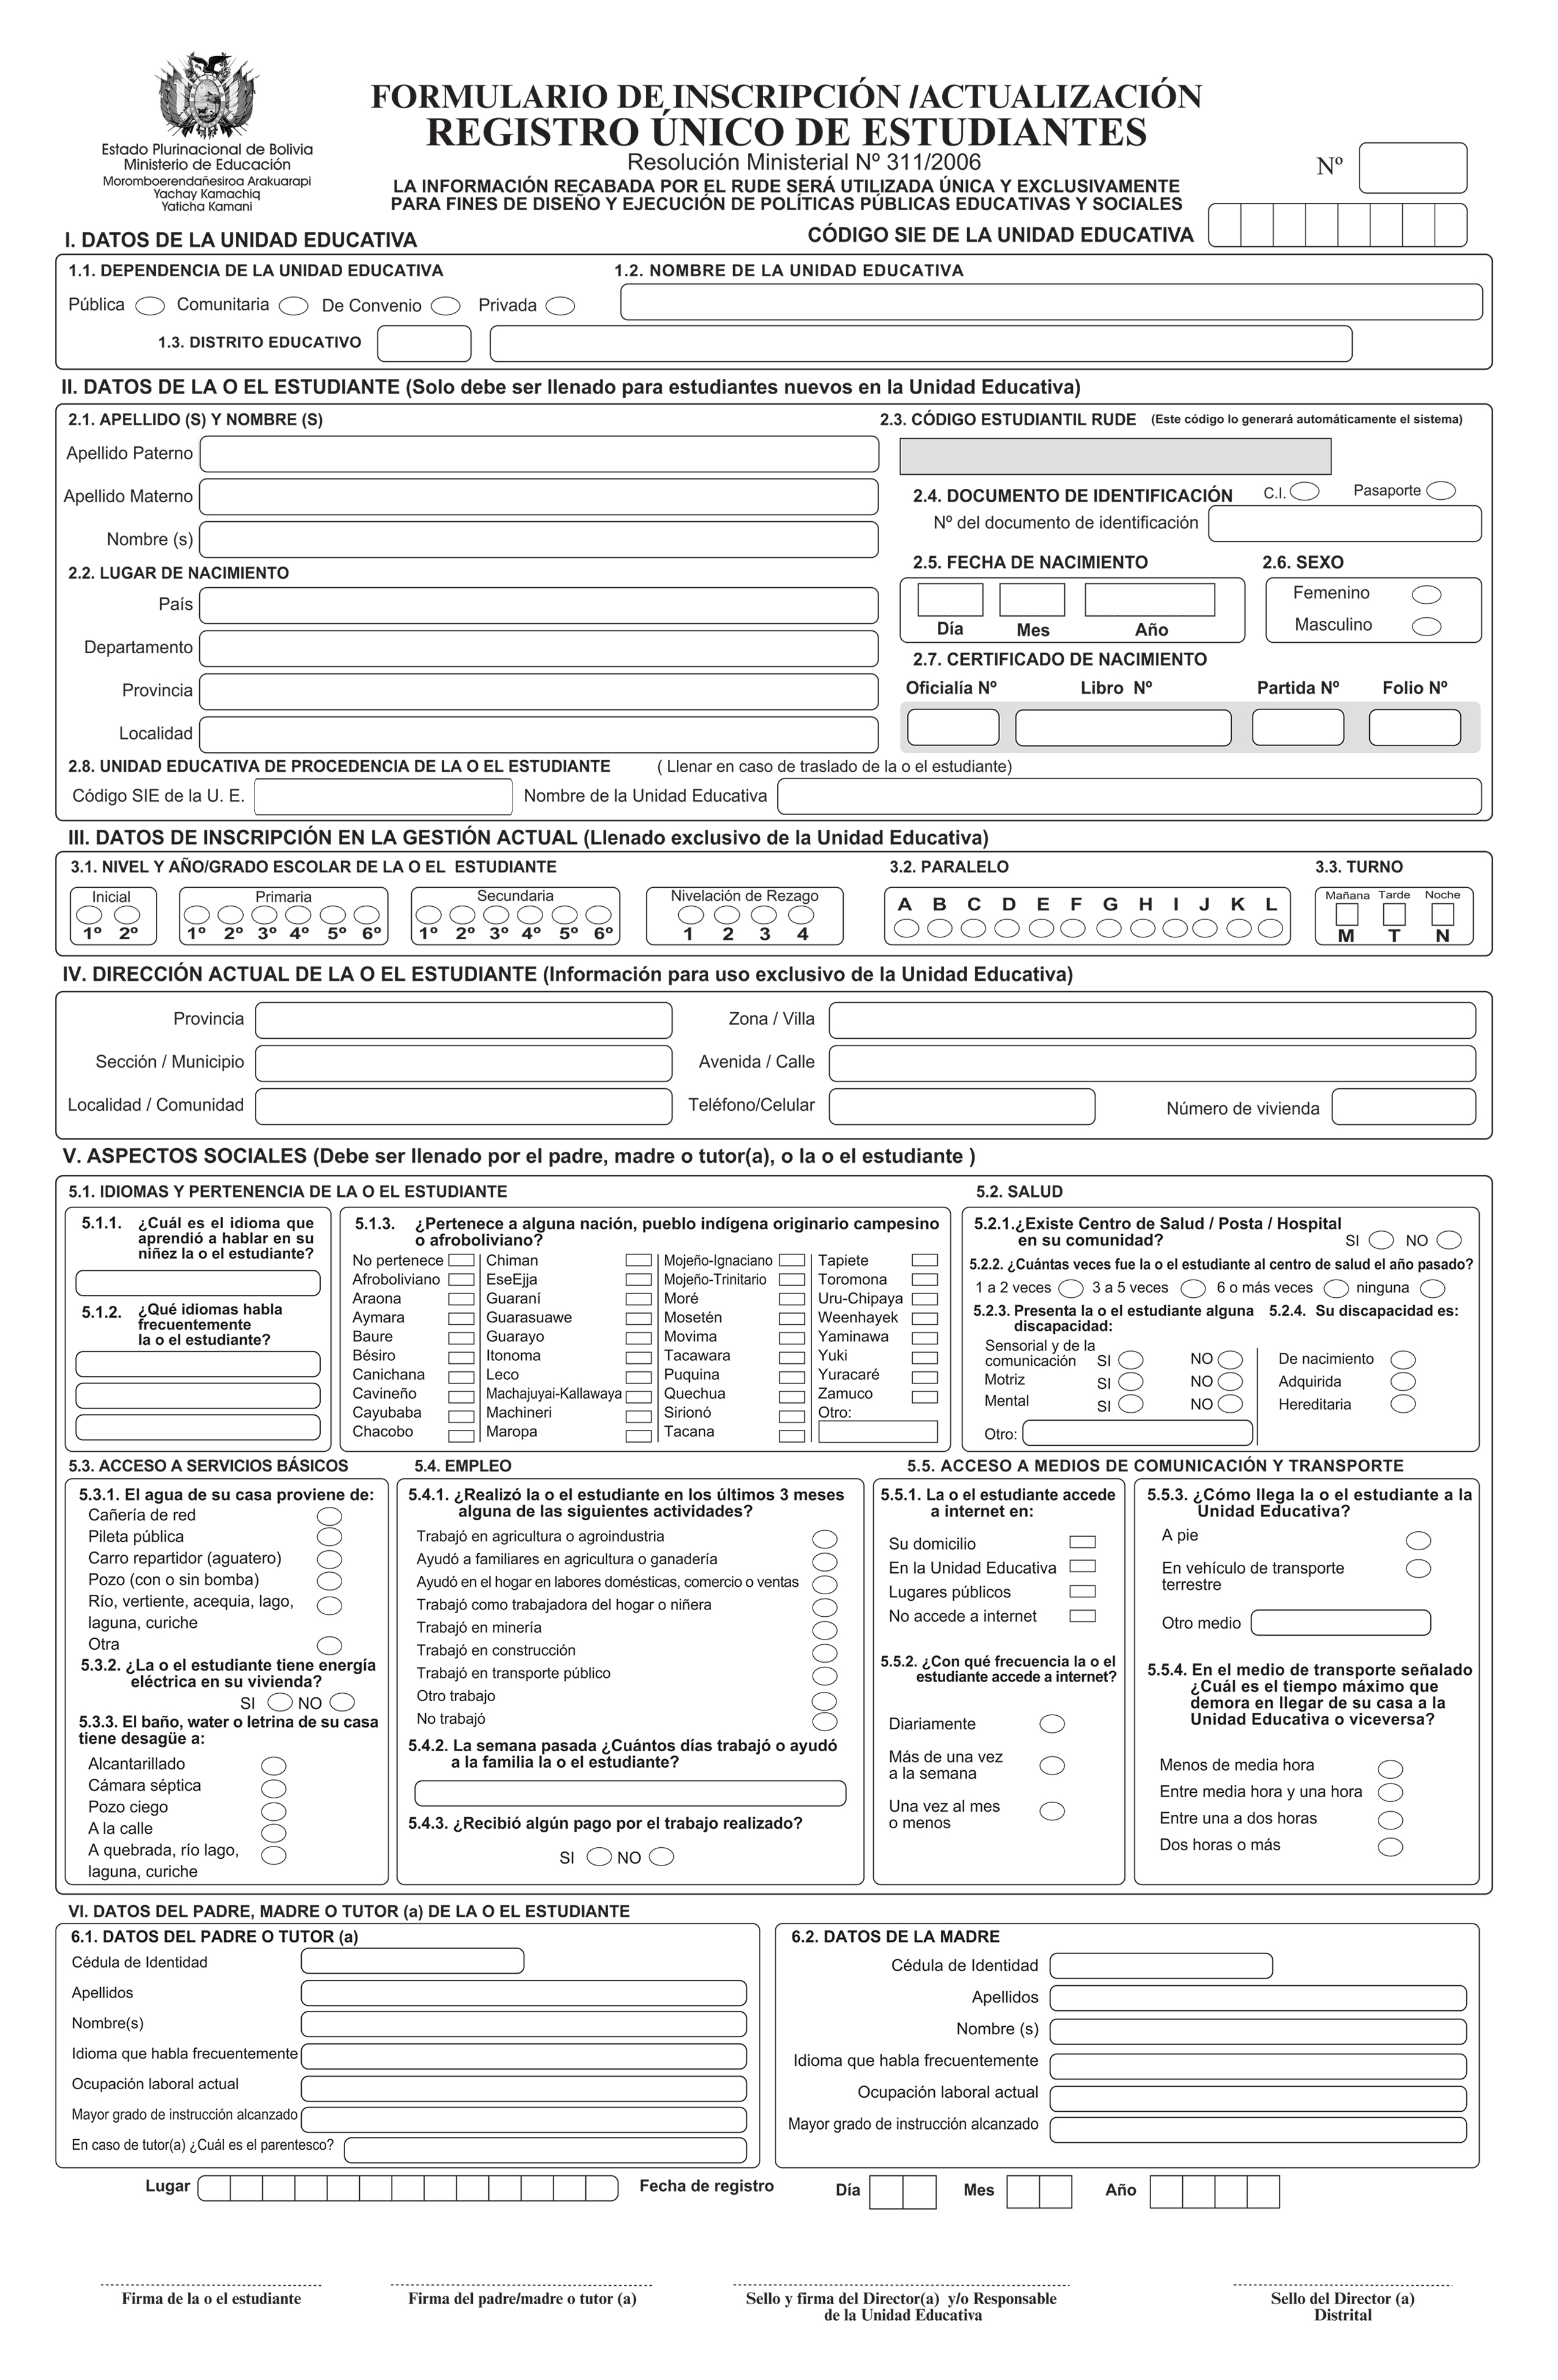 Estado Plurinacional de Bolivia
Ministerio de Educación
Moromboerendañesiroa Arakuarapi
Yachay Kamachiq
Yaticha Kamani
FORMULARIO DE INSCRIPCIÓN /ACTUALIZACIÓN
REGISTRO ÚNICO DE ESTUDIANTES
Resolución Ministerial Nº 311/2006
LA INFORMACIÓN RECABADA POR EL RUDE SERÁ UTILIZADA ÚNICA Y EXCLUSIVAMENTE
PARA FINES DE DISEÑO Y EJECUCIÓN DE POLÍTICAS PÚBLICAS EDUCATIVAS Y SOCIALES
Nº
CÓDIGO SIE DE LA UNIDAD EDUCATIVA
I. DATOS DE LA UNIDAD EDUCATIVA
1.1. DEPENDENCIA DE LA UNIDAD EDUCATIVA
Pública Comunitaria De Convenio Privada
1.2. NOMBRE DE LA UNIDAD EDUCATIVA
1.3. DISTRITO EDUCATIVO
II. DATOS DE LA O EL ESTUDIANTE (Solo debe ser llenado para estudiantes nuevos en la Unidad Educativa)
2.1. APELLIDO (S) Y NOMBRE (S)
Apellido Paterno
Apellido Materno
Nombre (s)
2.2. LUGAR DE NACIMIENTO
País
Departamento
Provincia
Localidad
2.3. CÓDIGO ESTUDIANTIL RUDE (Este código lo generará automáticamente el sistema)
2.4. DOCUMENTO DE IDENTIFICACIÓN C.I. Pasaporte
Nº del documento de identificación
2.5. FECHA DE NACIMIENTO
Día Mes Año
2.6. SEXO
Femenino
Masculino
2.7. CERTIFICADO DE NACIMIENTO
Oficialía Nº Libro Nº Partida Nº Folio Nº
2.8. UNIDAD EDUCATIVA DE PROCEDENCIA DE LA O EL ESTUDIANTE ( Llenar en caso de traslado de la o el estudiante)
Código SIE de la U. E. Nombre de la Unidad Educativa
III. DATOS DE INSCRIPCIÓN EN LA GESTIÓN ACTUAL (Llenado exclusivo de la Unidad Educativa)
3.1. NIVEL Y AÑO/GRADO ESCOLAR DE LA O EL ESTUDIANTE
Inicial
1º 2º
Primaria
1º 2º 3º 4º 5º 6º
Secundaria
1º 2º 3º 4º 5º 6º
Nivelación de Rezago
1 2 3 4
3.2. PARALELO
A B C D E F G H I J K L
3.3. TURNO
Mañana Tarde Noche
M T N
IV. DIRECCIÓN ACTUAL DE LA O EL ESTUDIANTE (Información para uso exclusivo de la Unidad Educativa)
Provincia Zona / Villa
Sección / Municipio Avenida / Calle
Localidad / Comunidad Teléfono/Celular Número de vivienda
V. ASPECTOS SOCIALES (Debe ser llenado por el padre, madre o tutor(a), o la o el estudiante )
5.1. IDIOMAS Y PERTENENCIA DE LA O EL ESTUDIANTE
5.1.1. ¿Cuál es el idioma que
aprendió a hablar en su
niñez la o el estudiante?
5.1.2. ¿Qué idiomas habla
frecuentemente
la o el estudiante?
5.1.3. ¿Pertenece a alguna nación, pueblo indígena originario campesino
o afroboliviano?
No pertenece
Afroboliviano
Araona
Aymara
Baure
Bésiro
Canichana
Cavineño
Cayubaba
Chacobo
Chiman
EseEjja
Guaraní
Guarasuawe
Guarayo
Itonoma
Leco
Machajuyai-Kallawaya
Machineri
Maropa
Mojeño-Ignaciano
Mojeño-Trinitario
Moré
Mosetén
Movima
Tacawara
Puquina
Quechua
Sirionó
Tacana
Tapiete
Toromona
Uru-Chipaya
Weenhayek
Yaminawa
Yuki
Yuracaré
Zamuco
Otro:
5.2. SALUD
5.2.1.¿Existe Centro de Salud / Posta / Hospital
en su comunidad? SI NO
5.2.2. ¿Cuántas veces fue la o el estudiante al centro de salud el año pasado?
1 a 2 veces 3 a 5 veces 6 o más veces ninguna
5.2.3. Presenta la o el estudiante alguna
discapacidad:
Sensorial y de la
comunicación SI NO
Motriz SI NO
Mental SI NO
Otro:
5.2.4. Su discapacidad es:
De nacimiento
Adquirida
Hereditaria
5.3. ACCESO A SERVICIOS BÁSICOS
5.3.1. El agua de su casa proviene de:
Cañería de red
Pileta pública
Carro repartidor (aguatero)
Pozo (con o sin bomba)
Río, vertiente, acequia, lago,
laguna, curiche
Otra
5.3.2. ¿La o el estudiante tiene energía
eléctrica en su vivienda?
SI NO
5.3.3. El baño, water o letrina de su casa
tiene desagüe a:
Alcantarillado
Cámara séptica
Pozo ciego
A la calle
A quebrada, río lago,
laguna, curiche
5.4. EMPLEO
5.4.1. ¿Realizó la o el estudiante en los últimos 3 meses
alguna de las siguientes actividades?
Trabajó en agricultura o agroindustria
Ayudó a familiares en agricultura o ganadería
Ayudó en el hogar en labores domésticas, comercio o ventas
Trabajó como trabajadora del hogar o niñera
Trabajó en minería
Trabajó en construcción
Trabajó en transporte público
Otro trabajo
No trabajó
5.4.2. La semana pasada ¿Cuántos días trabajó o ayudó
a la familia la o el estudiante?
5.4.3. ¿Recibió algún pago por el trabajo realizado?
SI NO
5.5. ACCESO A MEDIOS DE COMUNICACIÓN Y TRANSPORTE
5.5.1. La o el estudiante accede
a internet en:
Su domicilio
En la Unidad Educativa
Lugares públicos
No accede a internet
5.5.2. ¿Con qué frecuencia la o el
estudiante accede a internet?
Diariamente
Más de una vez
a la semana
Una vez al mes
o menos
5.5.3. ¿Cómo llega la o el estudiante a la
Unidad Educativa?
A pie
En vehículo de transporte
terrestre
Otro medio
5.5.4. En el medio de transporte señalado
¿Cuál es el tiempo máximo que
demora en llegar de su casa a la
Unidad Educativa o viceversa?
Menos de media hora
Entre media hora y una hora
Entre una a dos horas
Dos horas o más
VI. DATOS DEL PADRE, MADRE O TUTOR (a) DE LA O EL ESTUDIANTE
6.1. DATOS DEL PADRE O TUTOR (a)
Cédula de Identidad
Apellidos
Nombre(s)
Idioma que habla frecuentemente
Ocupación laboral actual
Mayor grado de instrucción alcanzado
En caso de tutor(a) ¿Cuál es el parentesco?
6.2. DATOS DE LA MADRE
Cédula de Identidad
Apellidos
Nombre (s)
Idioma que habla frecuentemente
Ocupación laboral actual
Mayor grado de instrucción alcanzado
Lugar Fecha de registro Día Mes Año
Firma de la o el estudiante
Firma del padre/madre o tutor (a)
Sello y firma del Director(a) y/o Responsable
de la Unidad Educativa
Sello del Director (a)
Distrital